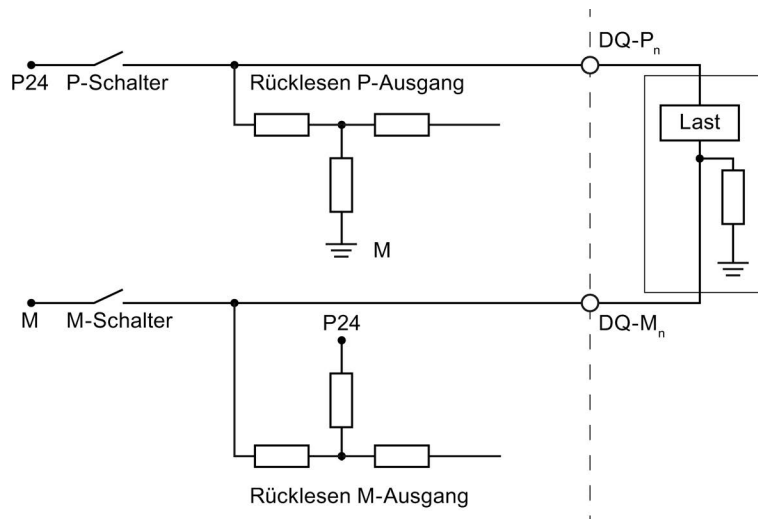 DQ-Pₙ
P24 P-Schalter Rücklesen P-Ausgang
Last
M
M M-Schalter P24 DQ-Mₙ
Rücklesen M-Ausgang